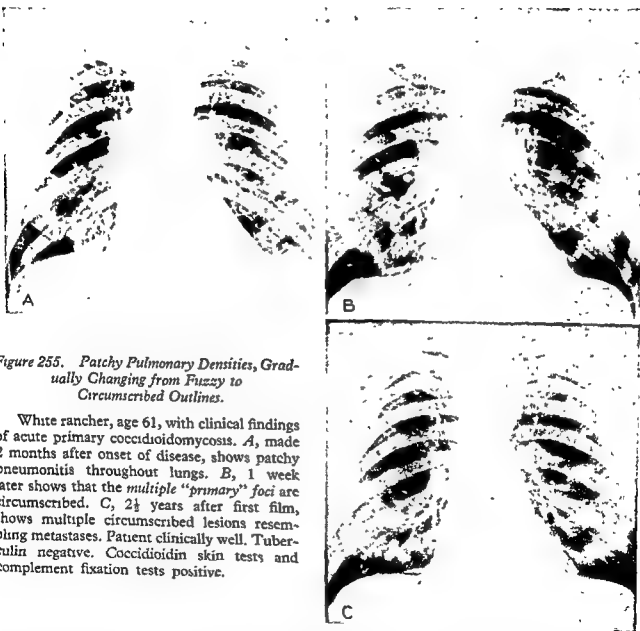 A
B
Figure 255. Patchy Pulmonary Densities, Grad-
ually Changing from Fuzzy to
Circumscribed Outlines.
White rancher, age 61, with clinical findings
of acute primary coccidioidomycosis. A, made
2 months after onset of disease, shows patchy
pneumonitis throughout lungs. B, 1 week
later shows that the multiple "primary" foci are
circumscribed. C, 2½ years after first film,
shows multiple circumscribed lesions resem-
bling metastases. Patient clinically well. Tuber-
culin negative. Coccidioidin skin tests and
complement fixation tests positive.
C